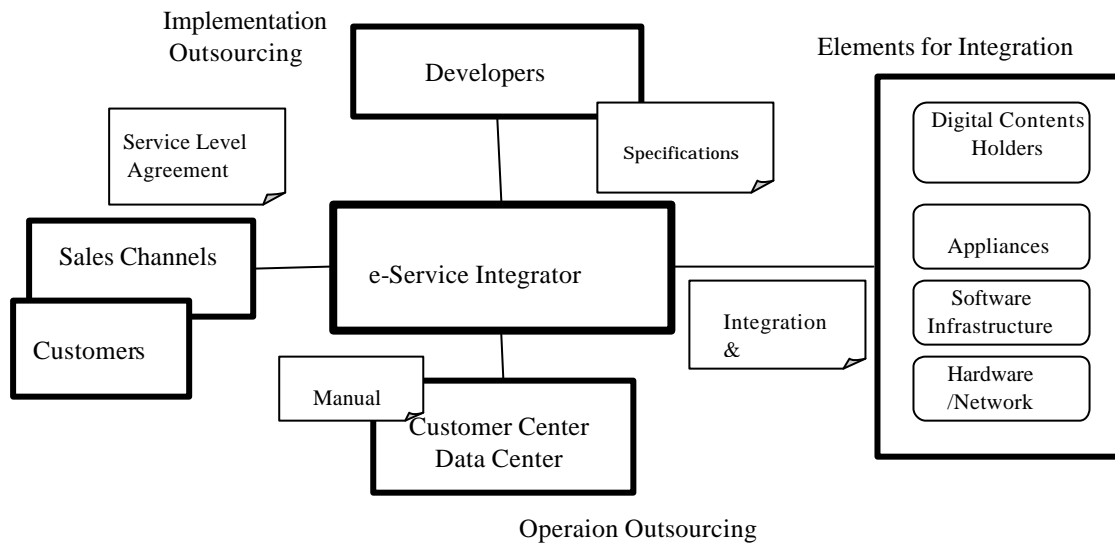 Implementation
Outsourcing
Developers
Elements for Integration
Service Level
Agreement
Specifications
Digital Contents
Holders
Sales Channels
e-Service Integrator
Appliances
Customers
Integration
&
Software
Infrastructure
Manual
Hardware
/Network
Customer Center
Data Center
Operaion Outsourcing